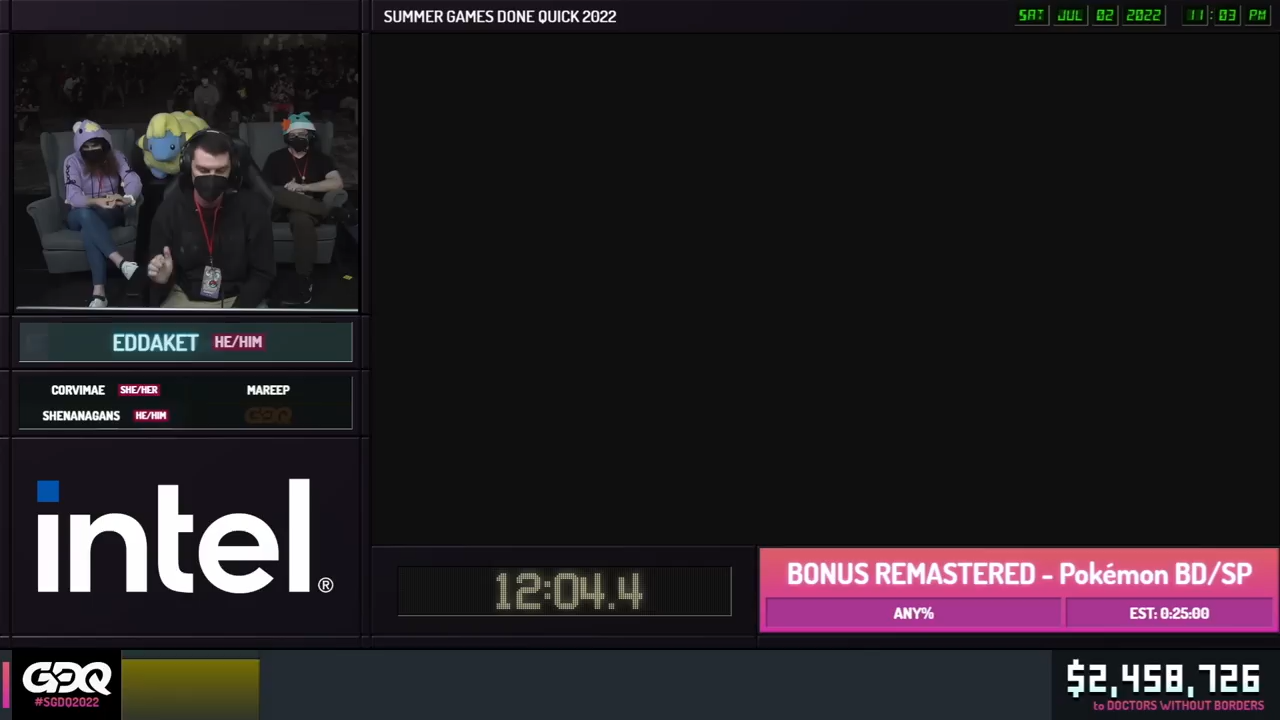 SUMMER GAMES DONE QUICK 2022
SAT JUL 02 2022 11:03 PM
EDDAKET HE/HIM
CORVIMAE SHE/HER
MAREEP
SHENANAGANS HE/HIM
GDQ
intel®
12:04.4
BONUS REMASTERED - Pokémon BD/SP
ANY%
EST: 0:25:00
GDQ
#SGDQ2022
$2,458,726
to DOCTORS WITHOUT BORDERS